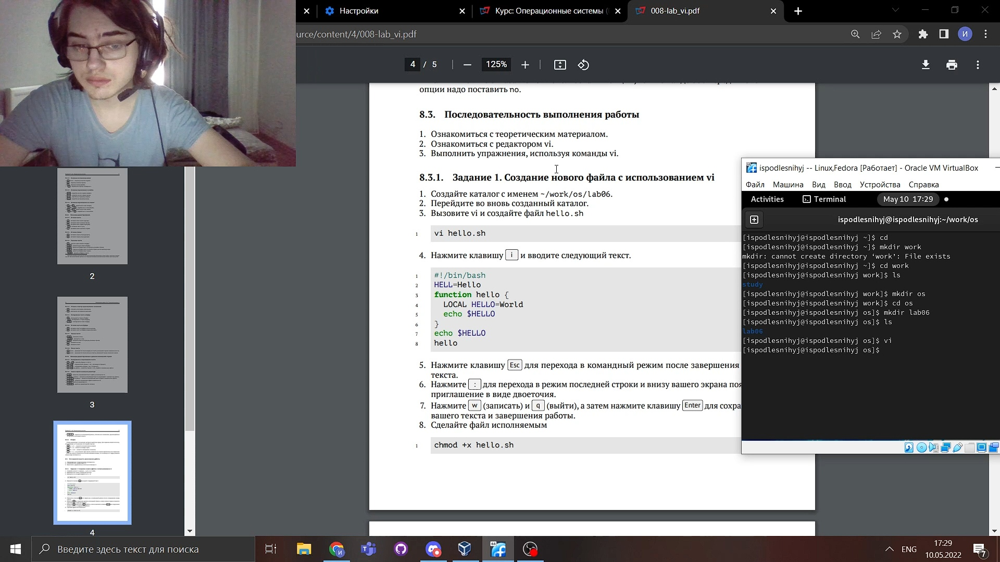 Настройки
Курс: Операционные системы (
008-lab_vi.pdf
urce/content/4/008-lab_vi.pdf
И
4 / 5
125%
опции надо поставить no.
8.3. Последовательность выполнения работы
1. Ознакомиться с теоретическим материалом.
2. Ознакомиться с редактором vi.
3. Выполнить упражнения, используя команды vi.
8.3.1. Задание 1. Создание нового файла с использованием vi
1. Создайте каталог с именем ~/work/os/lab06.
2. Перейдите во вновь созданный каталог.
3. Вызовите vi и создайте файл hello.sh
1 vi hello.sh
4. Нажмите клавишу i и вводите следующий текст.
1 #!/bin/bash
2 HELL=Hello
3 function hello {
4 LOCAL HELLO=World
5 echo $HELLO
6 }
7 echo $HELLO
8 hello
5. Нажмите клавишу Esc для перехода в командный режим после завершения
текста.
6. Нажмите : для перехода в режим последней строки и внизу вашего экрана поя
приглашение в виде двоеточия.
7. Нажмите w (записать) и q (выйти), а затем нажмите клавишу Enter для сохра
вашего текста и завершения работы.
8. Сделайте файл исполняемым
1 chmod +x hello.sh
2
3
4
ispodlesnihyj -- Linux,Fedora [Работает] - Oracle VM VirtualBox
Файл Машина Вид Ввод Устройства Справка
Activities Terminal May 10 17:29
ispodlesnihyj@ispodlesnihyj:~/work/os
[ispodlesnihyj@ispodlesnihyj ~]$ cd
[ispodlesnihyj@ispodlesnihyj ~]$ mkdir work
mkdir: cannot create directory ‘work’: File exists
[ispodlesnihyj@ispodlesnihyj ~]$ cd work
[ispodlesnihyj@ispodlesnihyj work]$ ls
study
[ispodlesnihyj@ispodlesnihyj work]$ mkdir os
[ispodlesnihyj@ispodlesnihyj work]$ cd os
[ispodlesnihyj@ispodlesnihyj os]$ mkdir lab06
[ispodlesnihyj@ispodlesnihyj os]$ ls
lab06
[ispodlesnihyj@ispodlesnihyj os]$ vi
[ispodlesnihyj@ispodlesnihyj os]$
Введите здесь текст для поиска
64
ENG
17:29
10.05.2022
7